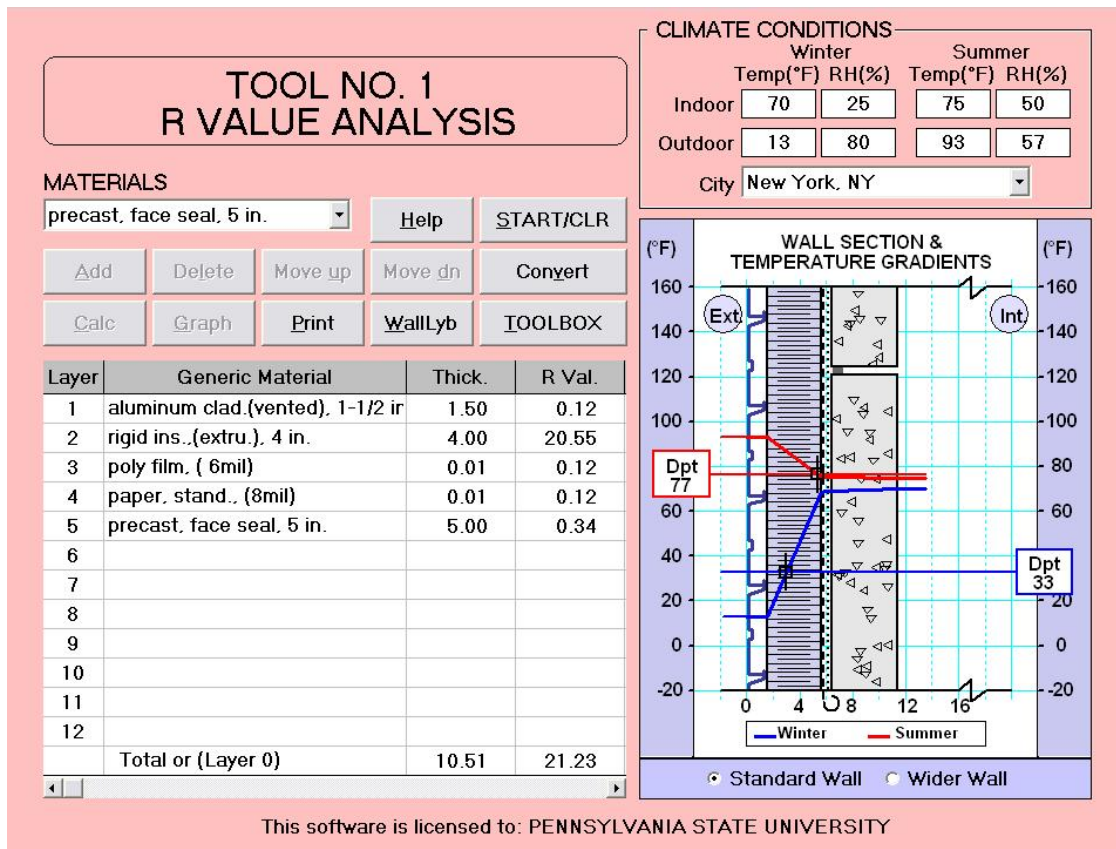 TOOL NO. 1
R VALUE ANALYSIS
MATERIALS
precast, face seal, 5 in.
Help
START/CLR
Add
Delete
Move up
Move dn
Convert
Calc
Graph
Print
WallLyb
TOOLBOX
Layer Generic Material Thick. R Val.
1 aluminum clad.(vented), 1-1/2 ir 1.50 0.12
2 rigid ins.,(extru.), 4 in. 4.00 20.55
3 poly film, ( 6mil) 0.01 0.12
4 paper, stand., (8mil) 0.01 0.12
5 precast, face seal, 5 in. 5.00 0.34
6
7
8
9
10
11
12
Total or (Layer 0) 10.51 21.23
CLIMATE CONDITIONS
Winter Summer
Temp(°F) RH(%) Temp(°F) RH(%)
Indoor 70 25 75 50
Outdoor 13 80 93 57
City New York, NY
(°F) WALL SECTION & (°F)
TEMPERATURE GRADIENTS
160 160
Ext. Int.
140 140
120 120
100 100
80
Dpt
77
60 60
40 40
Dpt
33
20 20
0 0
-20 -20
0 4 8 12 16
Winter Summer
Standard Wall Wider Wall
This software is licensed to: PENNSYLVANIA STATE UNIVERSITY